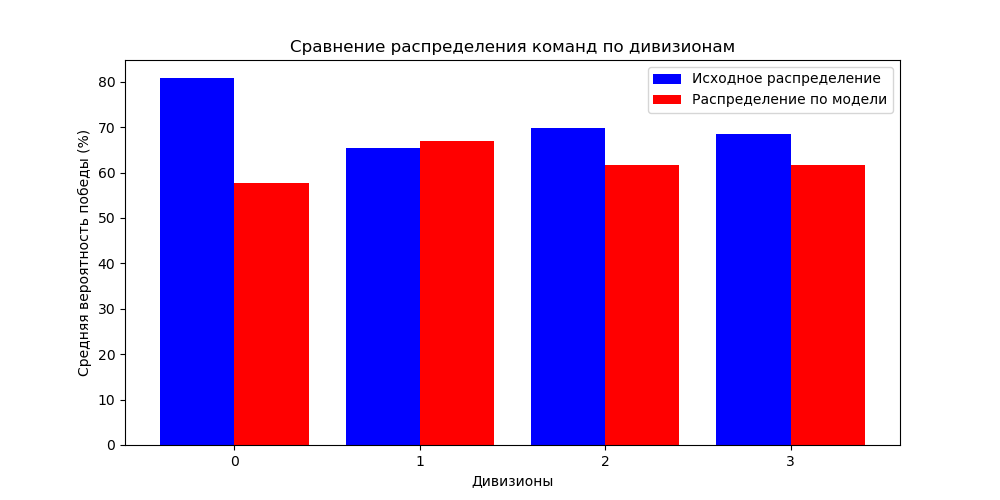 Сравнение распределения команд по дивизионам
Исходное распределение
Распределение по модели
Средняя вероятность победы (%)
80
70
60
50
40
30
20
10
0
0 1 2 3
Дивизионы